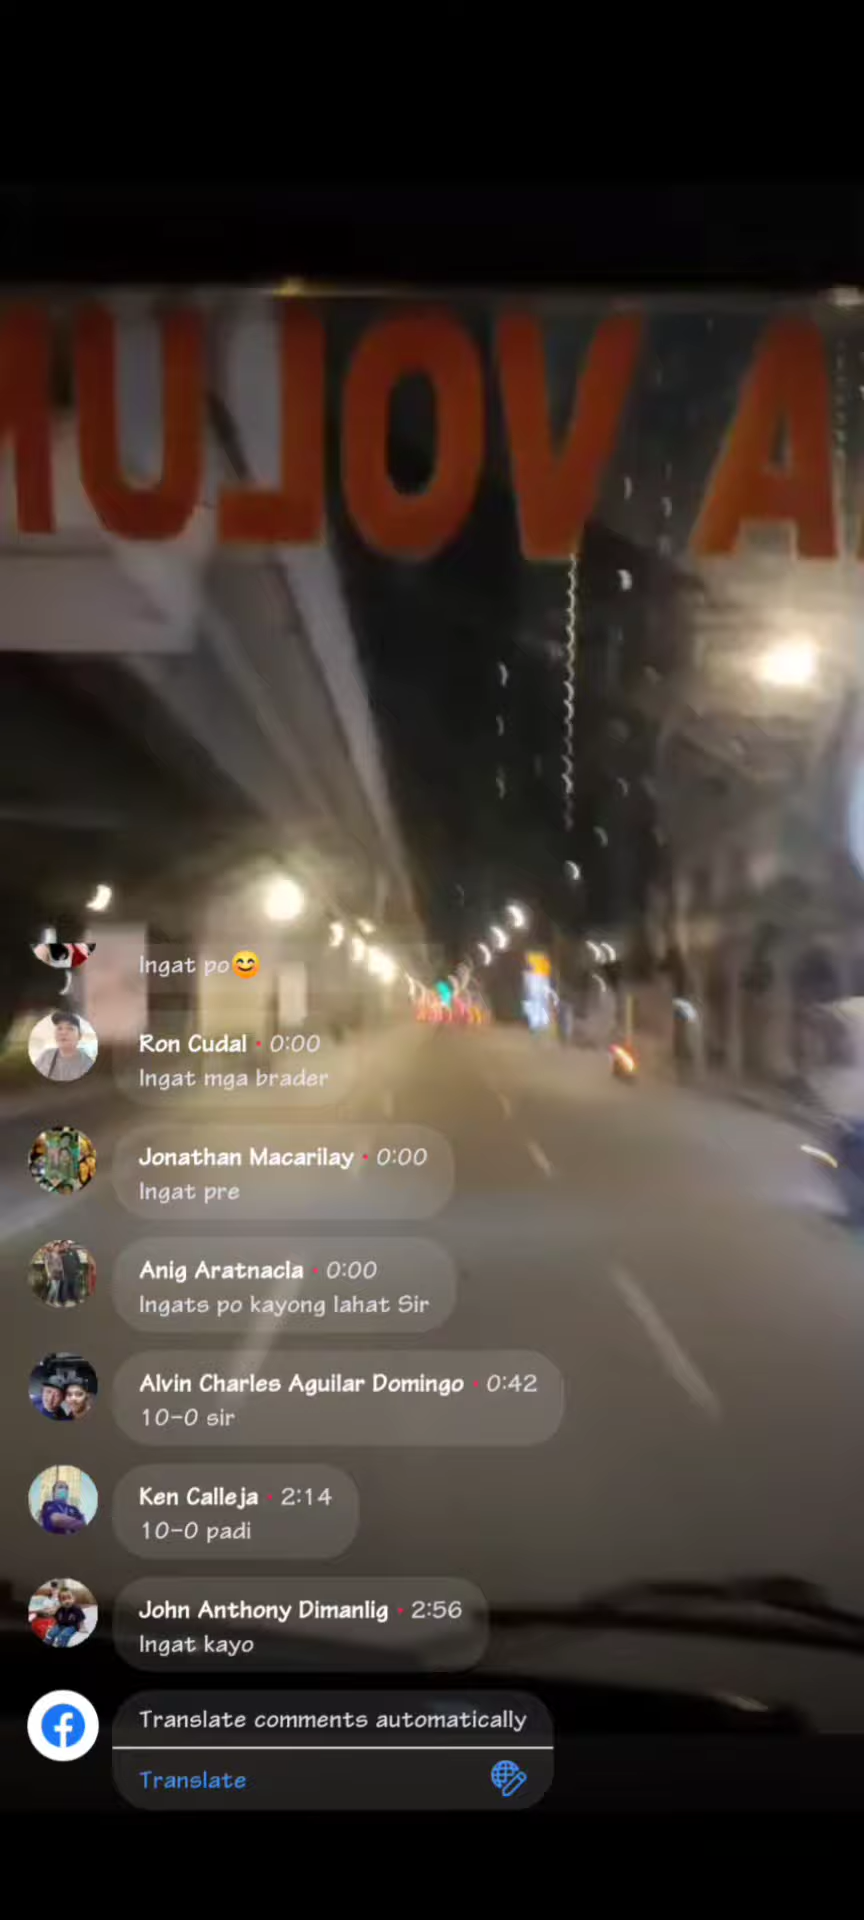 A VOLUM
Ingat po😊
Ron Cudal • 0:00
Ingat mga brader
Jonathan Macarilay • 0:00
Ingat pre
Anig Aratnacla • 0:00
Ingats po kayong lahat Sir
Alvin Charles Aguilar Domingo • 0:42
10-0 sir
Ken Calleja • 2:14
10-0 padi
John Anthony Dimanlig • 2:56
Ingat kayo
Translate comments automatically
Translate